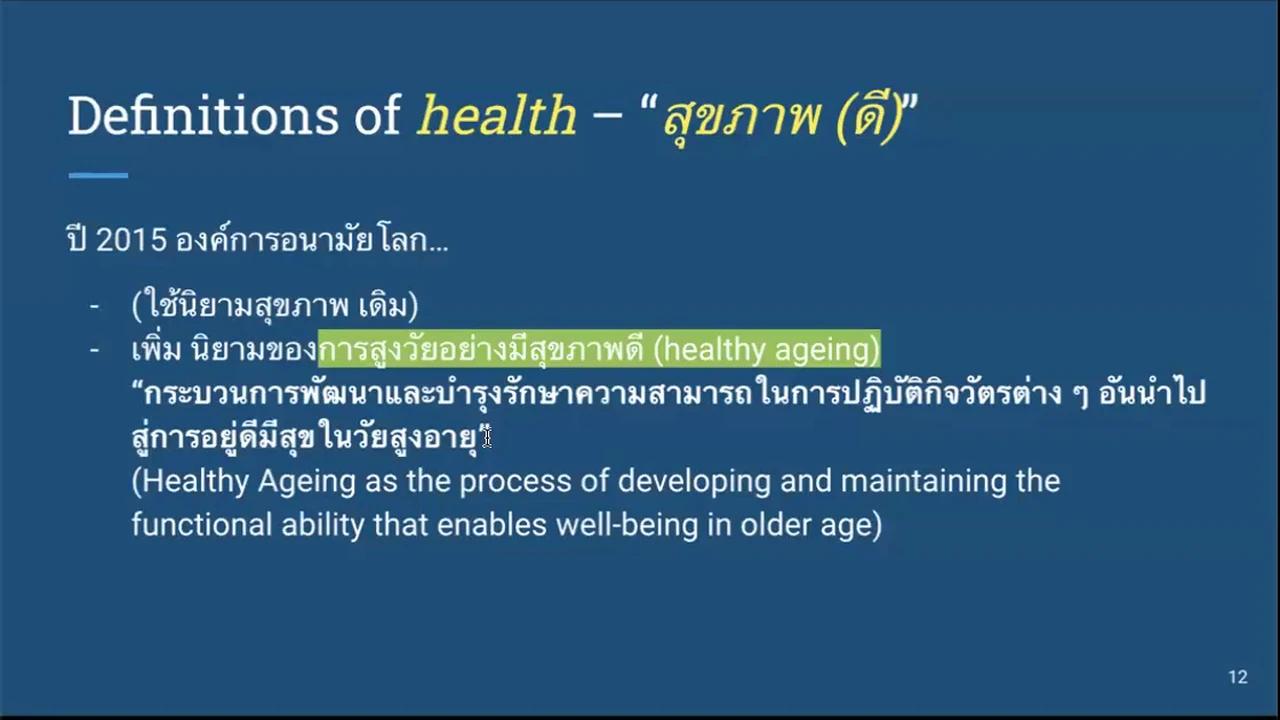 Definitions of health – “สุขภาพ (ดี)”
ปี 2015 องค์การอนามัยโลก...
- (ใช้นิยามสุขภาพ เดิม)
- เพิ่ม นิยามของการสูงวัยอย่างมีสุขภาพดี (healthy ageing)
“กระบวนการพัฒนาและบำรุงรักษาความสามารถในการปฏิบัติกิจวัตรต่าง ๆ อันนำไป
สู่การอยู่ดีมีสุขในวัยสูงอายุ”
(Healthy Ageing as the process of developing and maintaining the
functional ability that enables well-being in older age)
12